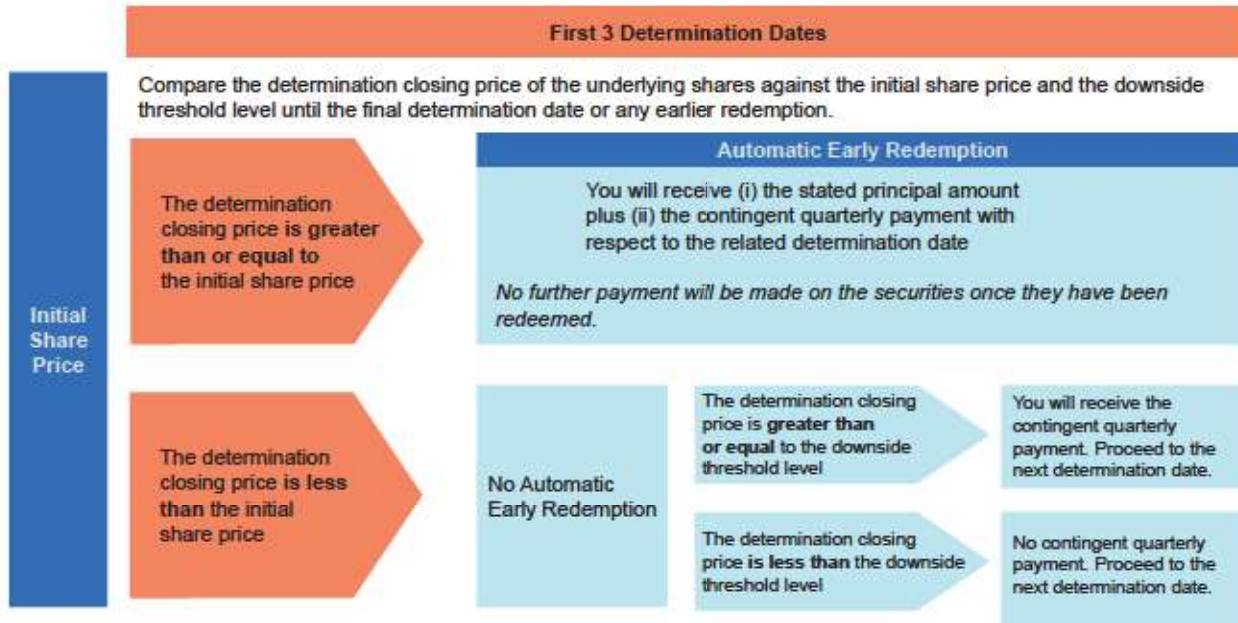 First 3 Determination Dates
Compare the determination closing price of the underlying shares against the initial share price and the downside
threshold level until the final determination date or any earlier redemption.
Initial
Share
Price
The determination
closing price is greater
than or equal to
the initial share price
Automatic Early Redemption
You will receive (i) the stated principal amount
plus (ii) the contingent quarterly payment with
respect to the related determination date
No further payment will be made on the securities once they have been
redeemed.
The determination
closing price is less
than the initial
share price
No Automatic
Early Redemption
The determination closing
price is greater than
or equal to the downside
threshold level
You will receive the
contingent quarterly
payment. Proceed to the
next determination date.
The determination closing
price is less than the downside
threshold level
No contingent quarterly
payment. Proceed to the
next determination date.